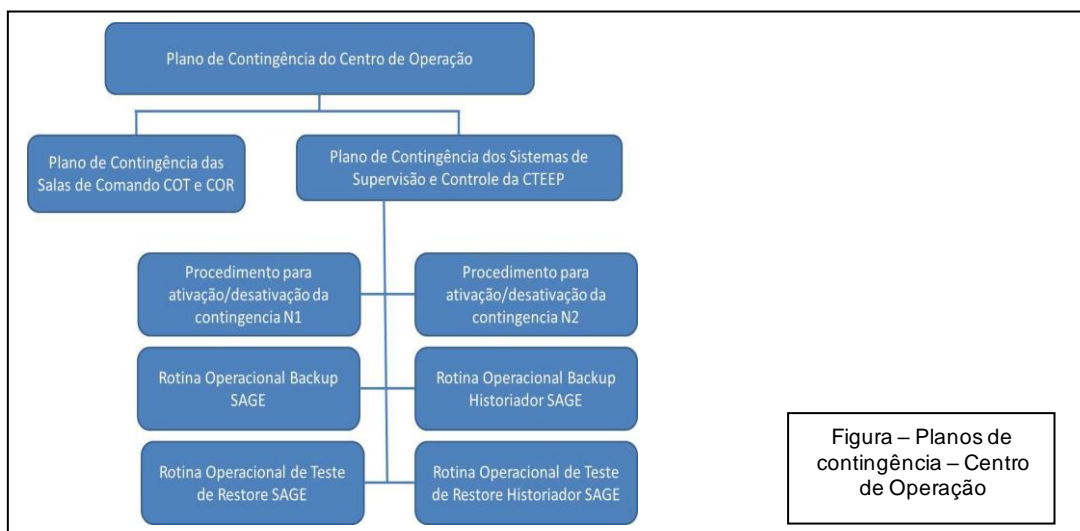 Plano de Contingência do Centro de Operação
Plano de Contingência das
Salas de Comando COT e COR
Plano de Contingência dos Sistemas de
Supervisão e Controle da CTEEP
Procedimento para
ativação/desativação da
contingencia N1
Procedimento para
ativação/desativação da
contingencia N2
Rotina Operacional Backup
SAGE
Rotina Operacional Backup
Historiador SAGE
Rotina Operacional de Teste
de Restore SAGE
Rotina Operacional de Teste
de Restore Historiador SAGE
Figura – Planos de
contingência – Centro
de Operação